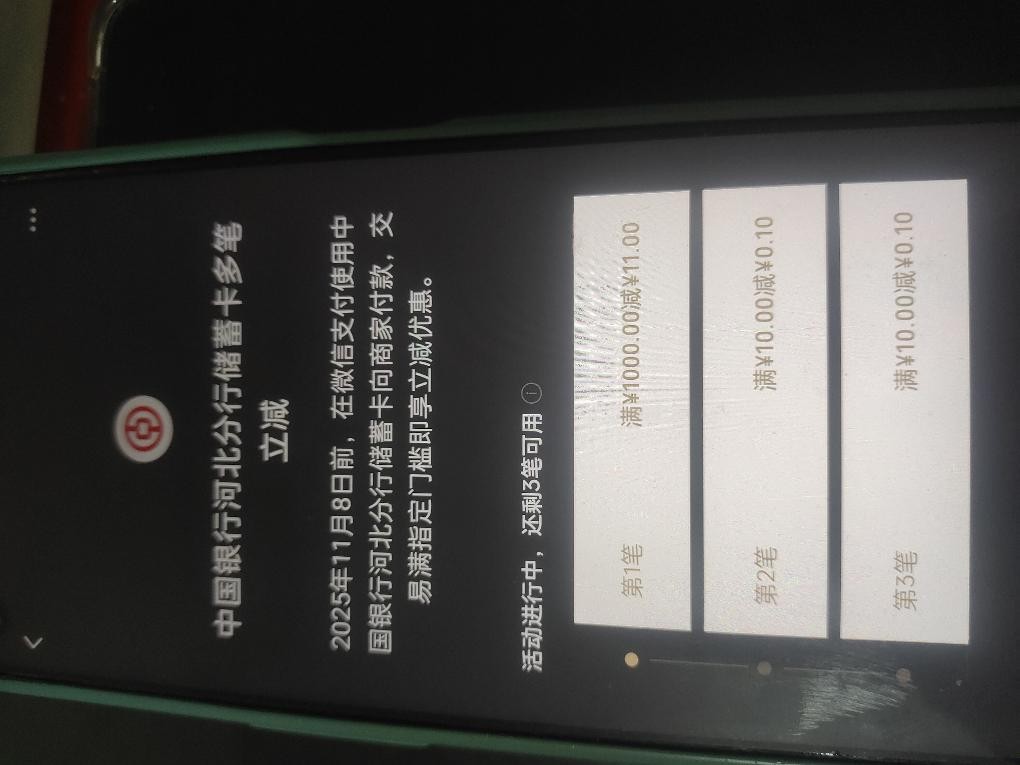 中国银行河北分行储蓄卡多笔
立减
2025年11月8日前，在微信支付使用中
国银行河北分行储蓄卡向商家付款，交
易满指定门槛即享立减优惠。
活动进行中，还剩3笔可用
第1笔 满¥1000.00减¥11.00
第2笔 满¥10.00减¥0.10
第3笔 满¥10.00减¥0.10